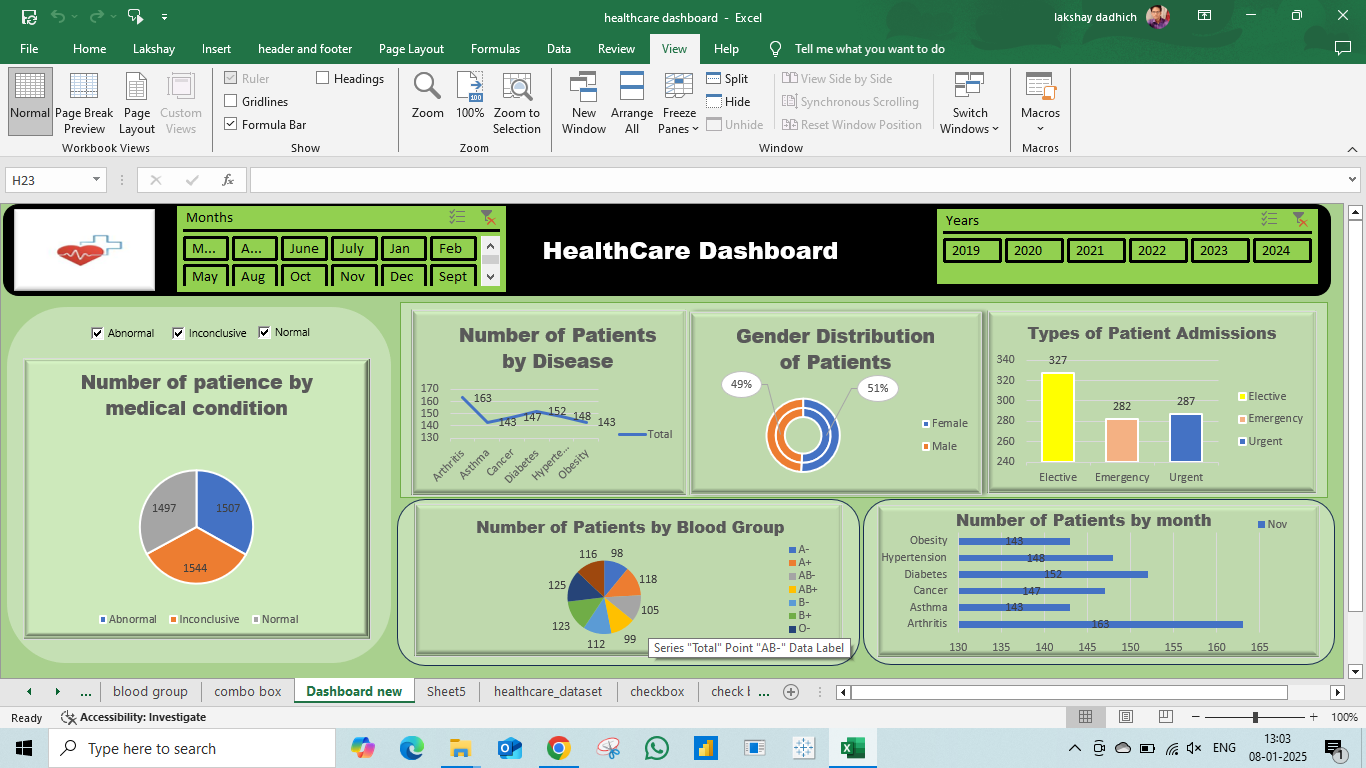 healthcare dashboard - Excel
lakshay dadhich
File Home Lakshay Insert header and footer Page Layout Formulas Data Review View Help Tell me what you want to do
Normal
Page Break Preview
Page Layout
Custom Views
Workbook Views
Ruler
Gridlines
Formula Bar
Headings
Show
Zoom
100
100%
Zoom to Selection
Zoom
New Window
Arrange All
Freeze Panes
Split
Hide
Unhide
View Side by Side
Synchronous Scrolling
Reset Window Position
Switch Windows
Window
Macros
Macros
H23
fx
Months
M... A... June July Jan Feb
May Aug Oct Nov Dec Sept
HealthCare Dashboard
Years
2019 2020 2021 2022 2023 2024
Abnormal Inconclusive Normal
Number of patience by
medical condition
1497 1507
1544
Abnormal Inconclusive Normal
Number of Patients
by Disease
170
160
150
140
130
163 143 147 152 148 143
Arthritis Asthma Cancer Diabetes Hyperte... Obesity
Total
Gender Distribution
of Patients
49% 51%
Female
Male
Types of Patient Admissions
340
320
300
280
260
240
327 282 287
Elective Emergency Urgent
Elective
Emergency
Urgent
Number of Patients by Blood Group
116 98
125 118
105
123
112 99
A-
A+
AB-
AB+
B-
B+
O-
Series "Total" Point "AB-" Data Label
Number of Patients by month
Nov
Obesity 143
Hypertension 148
Diabetes 152
Cancer 147
Asthma 143
Arthritis 163
130 135 140 145 150 155 160 165
... blood group combo box Dashboard new Sheet5 healthcare_dataset checkbox check b ...
Ready Accessibility: Investigate 100%
Type here to search
ENG
13:03
08-01-2025
1